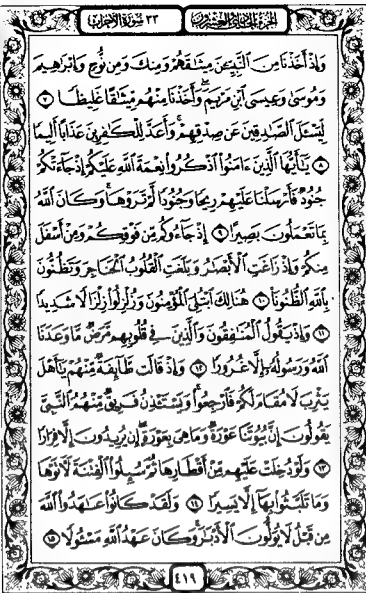 الجزء الحادي والعشرون ٣٣ سورة الأحزاب
وَإِذْ أَخَذْنَا مِنَ ٱلنَّبِيِّـۧنَ مِيثَٰقَهُمْ وَمِنكَ وَمِن نُّوحٍ وَإِبْرَٰهِيمَ
وَمُوسَىٰ وَعِيسَى ٱبْنِ مَرْيَمَ ۖ وَأَخَذْنَا مِنْهُم مِّيثَٰقًا غَلِيظًا ٧
لِّيَسْـَٔلَ ٱلصَّٰدِقِينَ عَن صِدْقِهِمْ ۚ وَأَعَدَّ لِلْكَٰفِرِينَ عَذَابًا أَلِيمًا
٨ يَٰٓأَيُّهَا ٱلَّذِينَ ءَامَنُوا۟ ٱذْكُرُوا۟ نِعْمَةَ ٱللَّهِ عَلَيْكُمْ إِذْ جَآءَتْكُمْ
جُنُودٌ فَأَرْسَلْنَا عَلَيْهِمْ رِيحًا وَجُنُودًا لَّمْ تَرَوْهَا ۚ وَكَانَ ٱللَّهُ
بِمَا تَعْمَلُونَ بَصِيرًا ٩ إِذْ جَآءُوكُم مِّن فَوْقِكُمْ وَمِنْ أَسْفَلَ
مِنكُمْ وَإِذْ زَاغَتِ ٱلْأَبْصَٰرُ وَبَلَغَتِ ٱلْقُلُوبُ ٱلْحَنَاجِرَ وَتَظُنُّونَ
بِٱللَّهِ ٱلظُّنُونَا۠ ١٠ هُنَالِكَ ٱبْتُلِىَ ٱلْمُؤْمِنُونَ وَزُلْزِلُوا۟ زِلْزَالًا شَدِيدًا
١١ وَإِذْ يَقُولُ ٱلْمُنَٰفِقُونَ وَٱلَّذِينَ فِى قُلُوبِهِم مَّرَضٌ مَّا وَعَدَنَا
ٱللَّهُ وَرَسُولُهُۥٓ إِلَّا غُرُورًا ١٢ وَإِذْ قَالَت طَّآئِفَةٌ مِّنْهُمْ يَٰٓأَهْلَ
يَثْرِبَ لَا مُقَامَ لَكُمْ فَٱرْجِعُوا۟ ۚ وَيَسْتَـْٔذِنُ فَرِيقٌ مِّنْهُمُ ٱلنَّبِىَّ
يَقُولُونَ إِنَّ بُيُوتَنَا عَوْرَةٌ وَمَا هِىَ بِعَوْرَةٍ ۖ إِن يُرِيدُونَ إِلَّا فِرَارًا
١٣ وَلَوْ دُخِلَتْ عَلَيْهِم مِّنْ أَقْطَارِهَا ثُمَّ سُئِلُوا۟ ٱلْفِتْنَةَ لَـَٔاتَوْهَا
وَمَا تَلَبَّثُوا۟ بِهَآ إِلَّا يَسِيرًا ١٤ وَلَقَدْ كَانُوا۟ عَٰهَدُوا۟ ٱللَّهَ
مِن قَبْلُ لَا يُوَلُّونَ ٱلْأَدْبَٰرَ ۚ وَكَانَ عَهْدُ ٱللَّهِ مَسْـُٔولًا ١٥
٤١٩